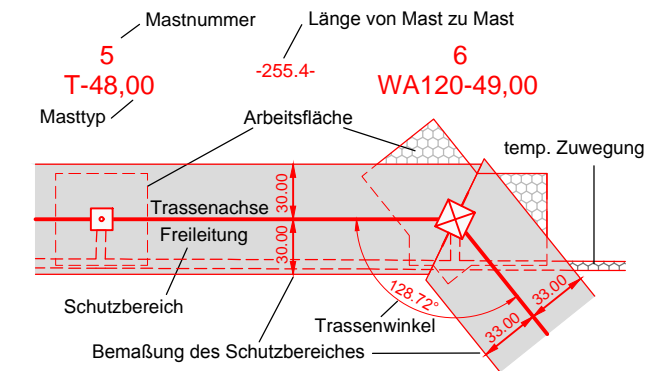 Mastnummer
Länge von Mast zu Mast
5
-255.4-
6
T-48,00
WA120-49,00
Masttyp
Arbeitsfläche
temp. Zuwegung
30.00
Trassenachse
Freileitung
30.00
128.72°
33.00
33.00
Schutzbereich
Trassenwinkel
Bemaßung des Schutzbereiches